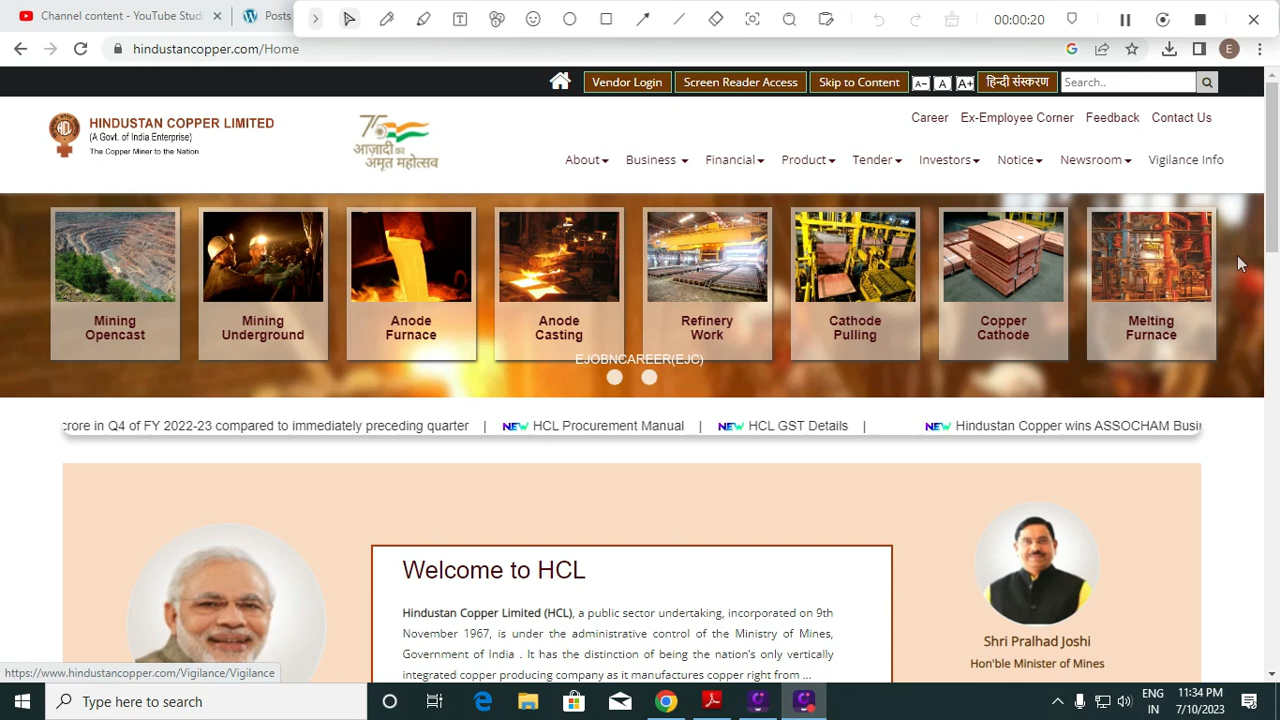 Channel content - YouTube Studi
Posts
00:00:20
hindustancopper.com/Home
E
Vendor Login
Screen Reader Access
Skip to Content
A-
A
A+
हिन्दी संस्करण
Search..
HINDUSTAN COPPER LIMITED
(A Govt. of India Enterprise)
The Copper Miner to the Nation
75
आज़ादी का
अमृत महोत्सव
Career
Ex-Employee Corner
Feedback
Contact Us
About
Business
Financial
Product
Tender
Investors
Notice
Newsroom
Vigilance Info
Mining
Opencast
Mining
Underground
Anode
Furnace
Anode
Casting
Refinery
Work
Cathode
Pulling
Copper
Cathode
Melting
Furnace
EJOBNCAREER(EJC)
crore in Q4 of FY 2022-23 compared to immediately preceding quarter | NEW HCL Procurement Manual | NEW HCL GST Details | NEW Hindustan Copper wins ASSOCHAM Busi
Welcome to HCL
Hindustan Copper Limited (HCL), a public sector undertaking, incorporated on 9th
November 1967, is under the administrative control of the Ministry of Mines,
Government of India . It has the distinction of being the nation's only vertically
integrated copper producing company as it manufactures copper right from ...
Shri Pralhad Joshi
Hon'ble Minister of Mines
https://www.hindustancopper.com/Vigilance/Vigilance
Type here to search
ENG
IN
11:34 PM
7/10/2023